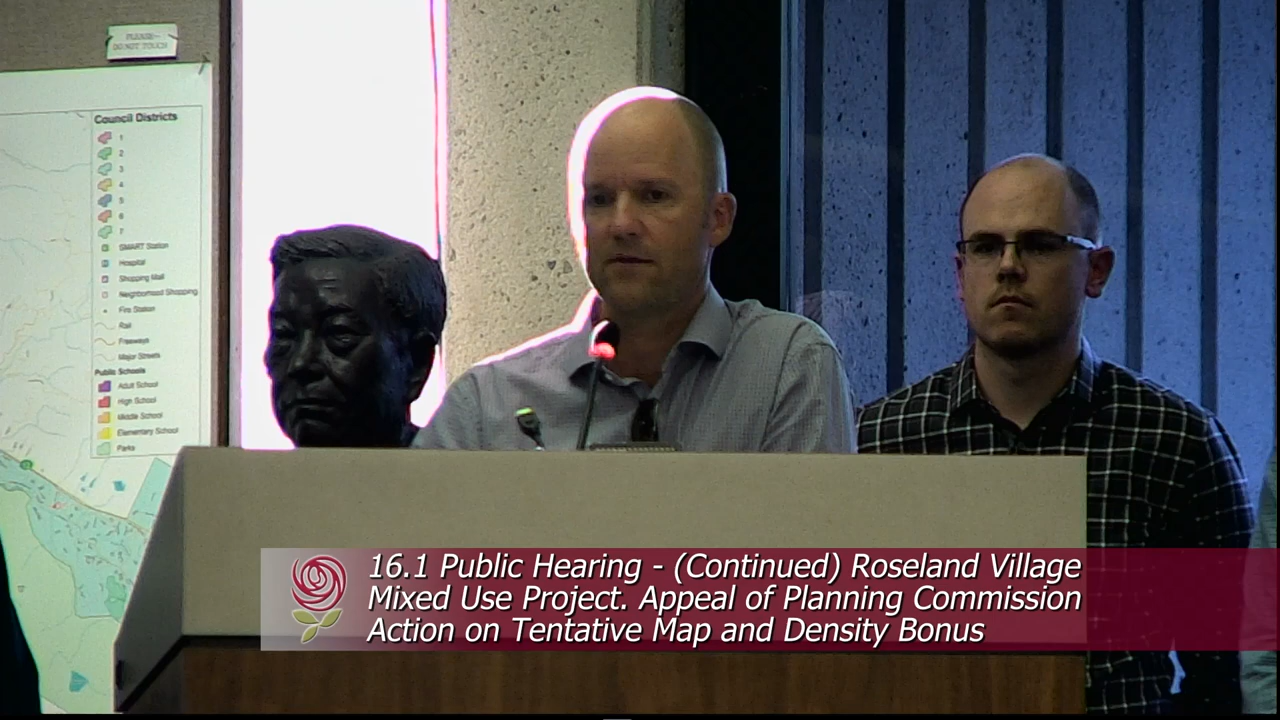 PLEASE-
DO NOT TOUCH
Council Districts
1
2
3
4
5
6
7
SMART Station
Hospital
Shopping Mall
Neighborhood Shopping
Fire Station
Rail
Freeways
Major Streets
Public Schools
Adult School
High School
Middle School
Elementary School
Parks
16.1 Public Hearing - (Continued) Roseland Village
Mixed Use Project. Appeal of Planning Commission
Action on Tentative Map and Density Bonus